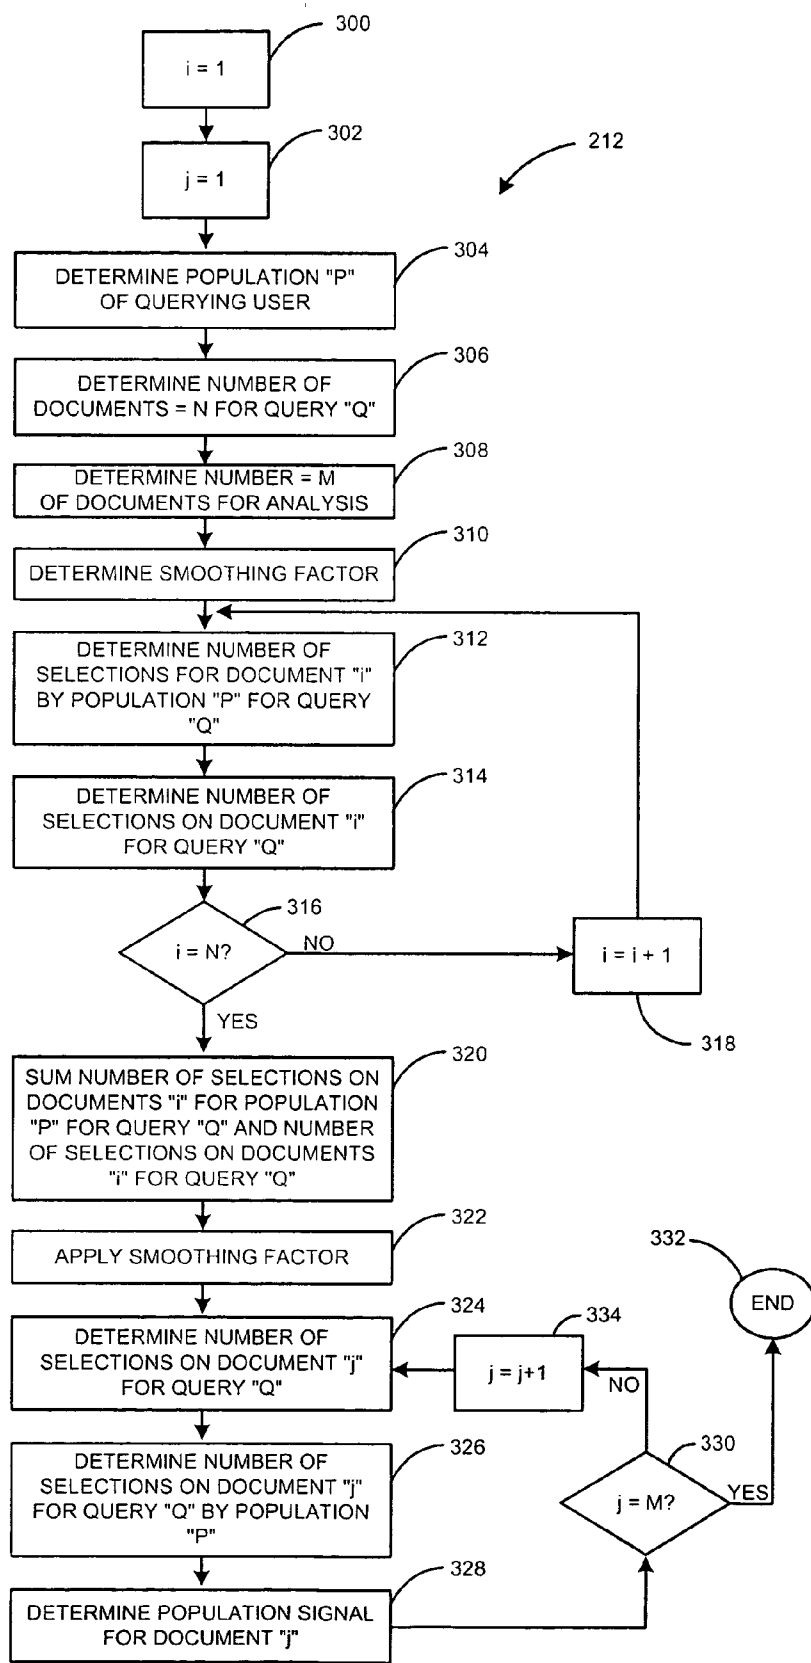 300
i = 1
302
j = 1
212
304
DETERMINE POPULATION "P"
OF QUERYING USER
306
DETERMINE NUMBER OF
DOCUMENTS = N FOR QUERY "Q"
308
DETERMINE NUMBER = M
OF DOCUMENTS FOR ANALYSIS
310
DETERMINE SMOOTHING FACTOR
312
DETERMINE NUMBER OF
SELECTIONS FOR DOCUMENT "i"
BY POPULATION "P" FOR QUERY
"Q"
314
DETERMINE NUMBER OF
SELECTIONS ON DOCUMENT "i"
FOR QUERY "Q"
316
i = N?
NO
i = i + 1
318
YES
320
SUM NUMBER OF SELECTIONS ON
DOCUMENTS "i" FOR POPULATION
"P" FOR QUERY "Q" AND NUMBER
OF SELECTIONS ON DOCUMENTS
"i" FOR QUERY "Q"
322
APPLY SMOOTHING FACTOR
324
DETERMINE NUMBER OF
SELECTIONS ON DOCUMENT "j"
FOR QUERY "Q"
334
j = j+1
NO
332
END
326
DETERMINE NUMBER OF
SELECTIONS ON DOCUMENT "j"
FOR QUERY "Q" BY POPULATION
"P"
330
j = M?
YES
328
DETERMINE POPULATION SIGNAL
FOR DOCUMENT "j"